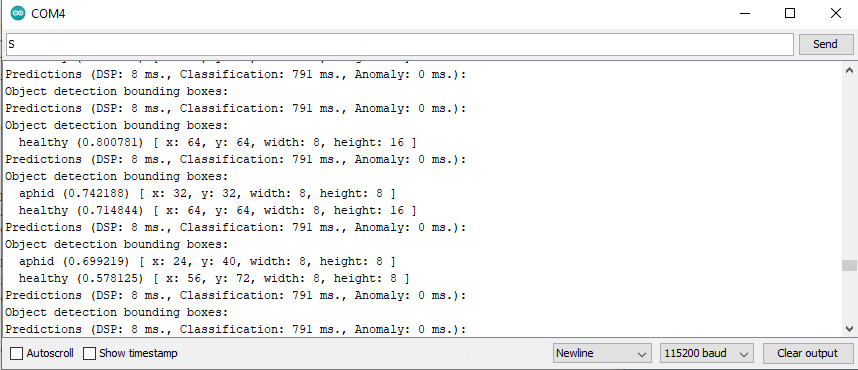 COM4
S
Send
Predictions (DSP: 8 ms., Classification: 791 ms., Anomaly: 0 ms.):
Object detection bounding boxes:
Predictions (DSP: 8 ms., Classification: 791 ms., Anomaly: 0 ms.):
Object detection bounding boxes:
healthy (0.800781) [ x: 64, y: 64, width: 8, height: 16 ]
Predictions (DSP: 8 ms., Classification: 791 ms., Anomaly: 0 ms.):
Object detection bounding boxes:
aphid (0.742188) [ x: 32, y: 32, width: 8, height: 8 ]
healthy (0.714844) [ x: 64, y: 64, width: 8, height: 16 ]
Predictions (DSP: 8 ms., Classification: 791 ms., Anomaly: 0 ms.):
Object detection bounding boxes:
aphid (0.699219) [ x: 24, y: 40, width: 8, height: 8 ]
healthy (0.578125) [ x: 56, y: 72, width: 8, height: 8 ]
Predictions (DSP: 8 ms., Classification: 791 ms., Anomaly: 0 ms.):
Object detection bounding boxes:
Predictions (DSP: 8 ms., Classification: 791 ms., Anomaly: 0 ms.):
Autoscroll Show timestamp Newline 115200 baud Clear output